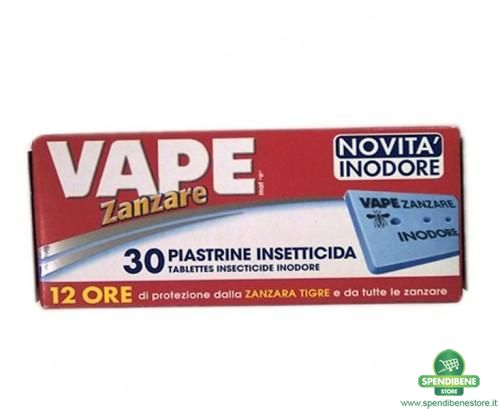 VAPE
Zanzare
mat "e"
NOVITA' INODORE
VAPE ZANZARE
INODORE
30 PIASTRINE INSETTICIDA
TABLETTES INSECTICIDE INODORE
12 ORE di protezione dalla ZANZARA TIGRE e da tutte le zanzare
SPENDIBENE
STORE
www.spendibenestore.it